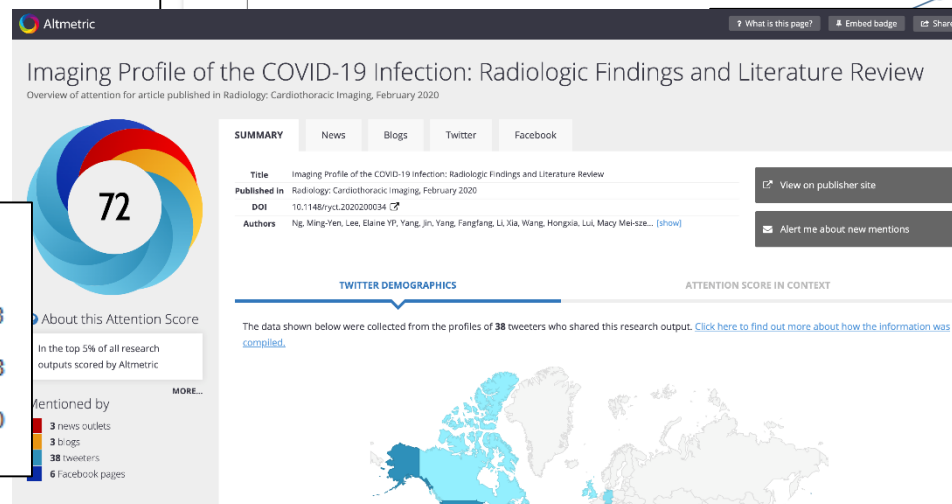 Altmetric
? What is this page?
Embed badge
Share
Imaging Profile of the COVID-19 Infection: Radiologic Findings and Literature Review
Overview of attention for article published in Radiology: Cardiothoracic Imaging, February 2020
72
SUMMARY News Blogs Twitter Facebook
Title Imaging Profile of the COVID-19 Infection: Radiologic Findings and Literature Review
Published in Radiology: Cardiothoracic Imaging, February 2020
DOI 10.1148/ryct.2020200034
Authors Ng, Ming-Yen, Lee, Elaine YP, Yang, Jin, Yang, Fangfang, Li, Xia, Wang, Hongxia, Lui, Macy Mei-sze... [show]
View on publisher site
Alert me about new mentions
About this Attention Score
In the top 5% of all research
outputs scored by Altmetric
MORE...
Mentioned by
3 news outlets
3 blogs
38 tweeters
6 Facebook pages
TWITTER DEMOGRAPHICS
ATTENTION SCORE IN CONTEXT
The data shown below were collected from the profiles of 38 tweeters who shared this research output. Click here to find out more about how the information was
compiled.